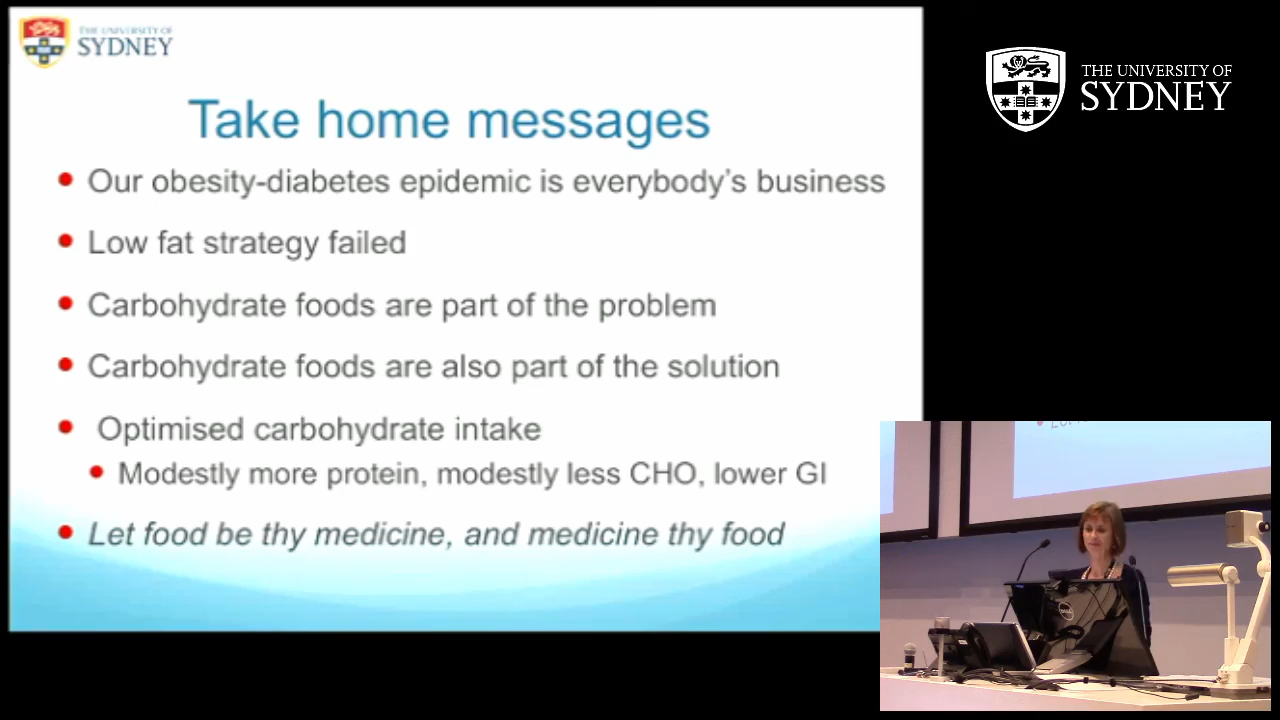 THE UNIVERSITY OF
SYDNEY
Take home messages
Our obesity-diabetes epidemic is everybody's business
Low fat strategy failed
Carbohydrate foods are part of the problem
Carbohydrate foods are also part of the solution
Optimised carbohydrate intake
Modestly more protein, modestly less CHO, lower GI
Let food be thy medicine, and medicine thy food
THE UNIVERSITY OF
SYDNEY
DELL